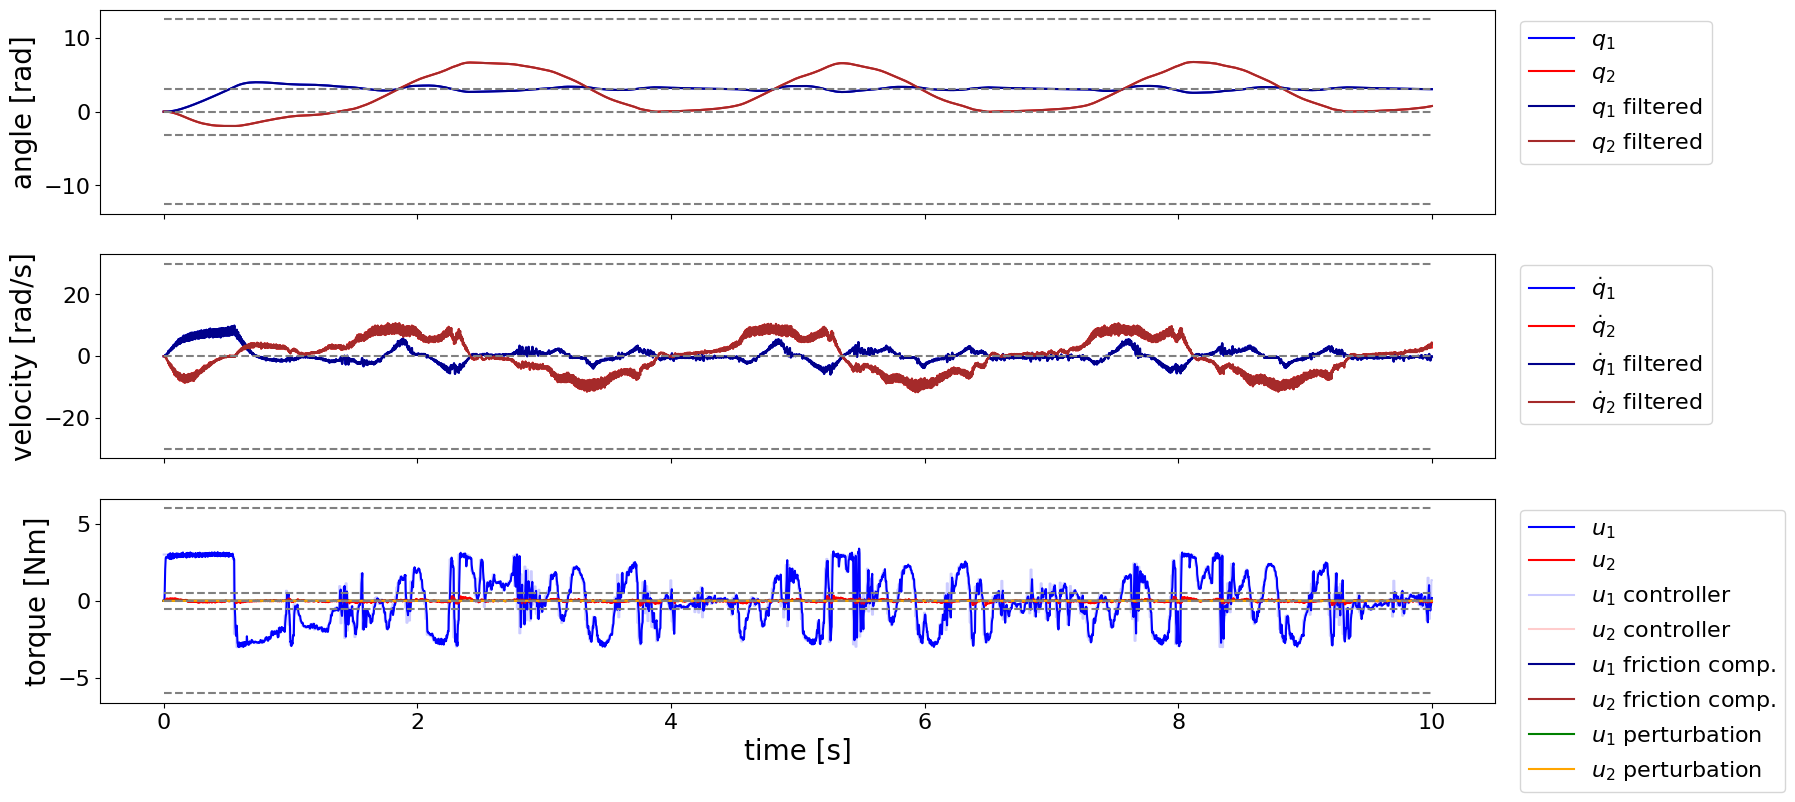 angle [rad]
10
0
−10
q₁
q₂
q₁ filtered
q₂ filtered
velocity [rad/s]
20
0
−20
q̇₁
q̇₂
q̇₁ filtered
q̇₂ filtered
torque [Nm]
5
0
−5
0 2 4 6 8 10
time [s]
u₁
u₂
u₁ controller
u₂ controller
u₁ friction comp.
u₂ friction comp.
u₁ perturbation
u₂ perturbation